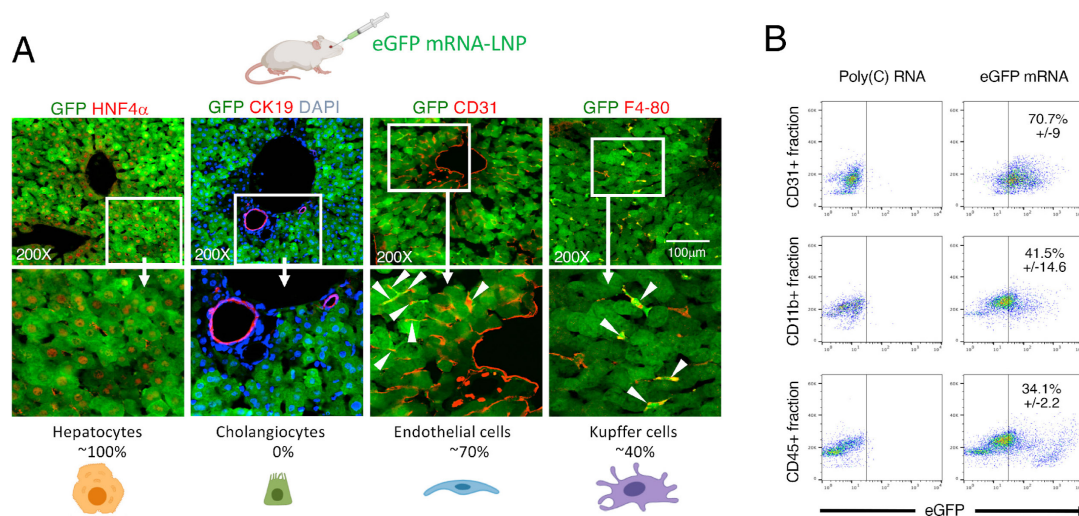 A
eGFP mRNA-LNP
GFP HNF4α
GFP CK19 DAPI
GFP CD31
GFP F4-80
200X
200X
200X
200X
100μm
Hepatocytes
~100%
Cholangiocytes
0%
Endothelial cells
~70%
Kupffer cells
~40%
B
Poly(C) RNA
eGFP mRNA
CD31+ fraction
70.7%
+/-9
CD11b+ fraction
41.5%
+/-14.6
CD45+ fraction
34.1%
+/-2.2
eGFP